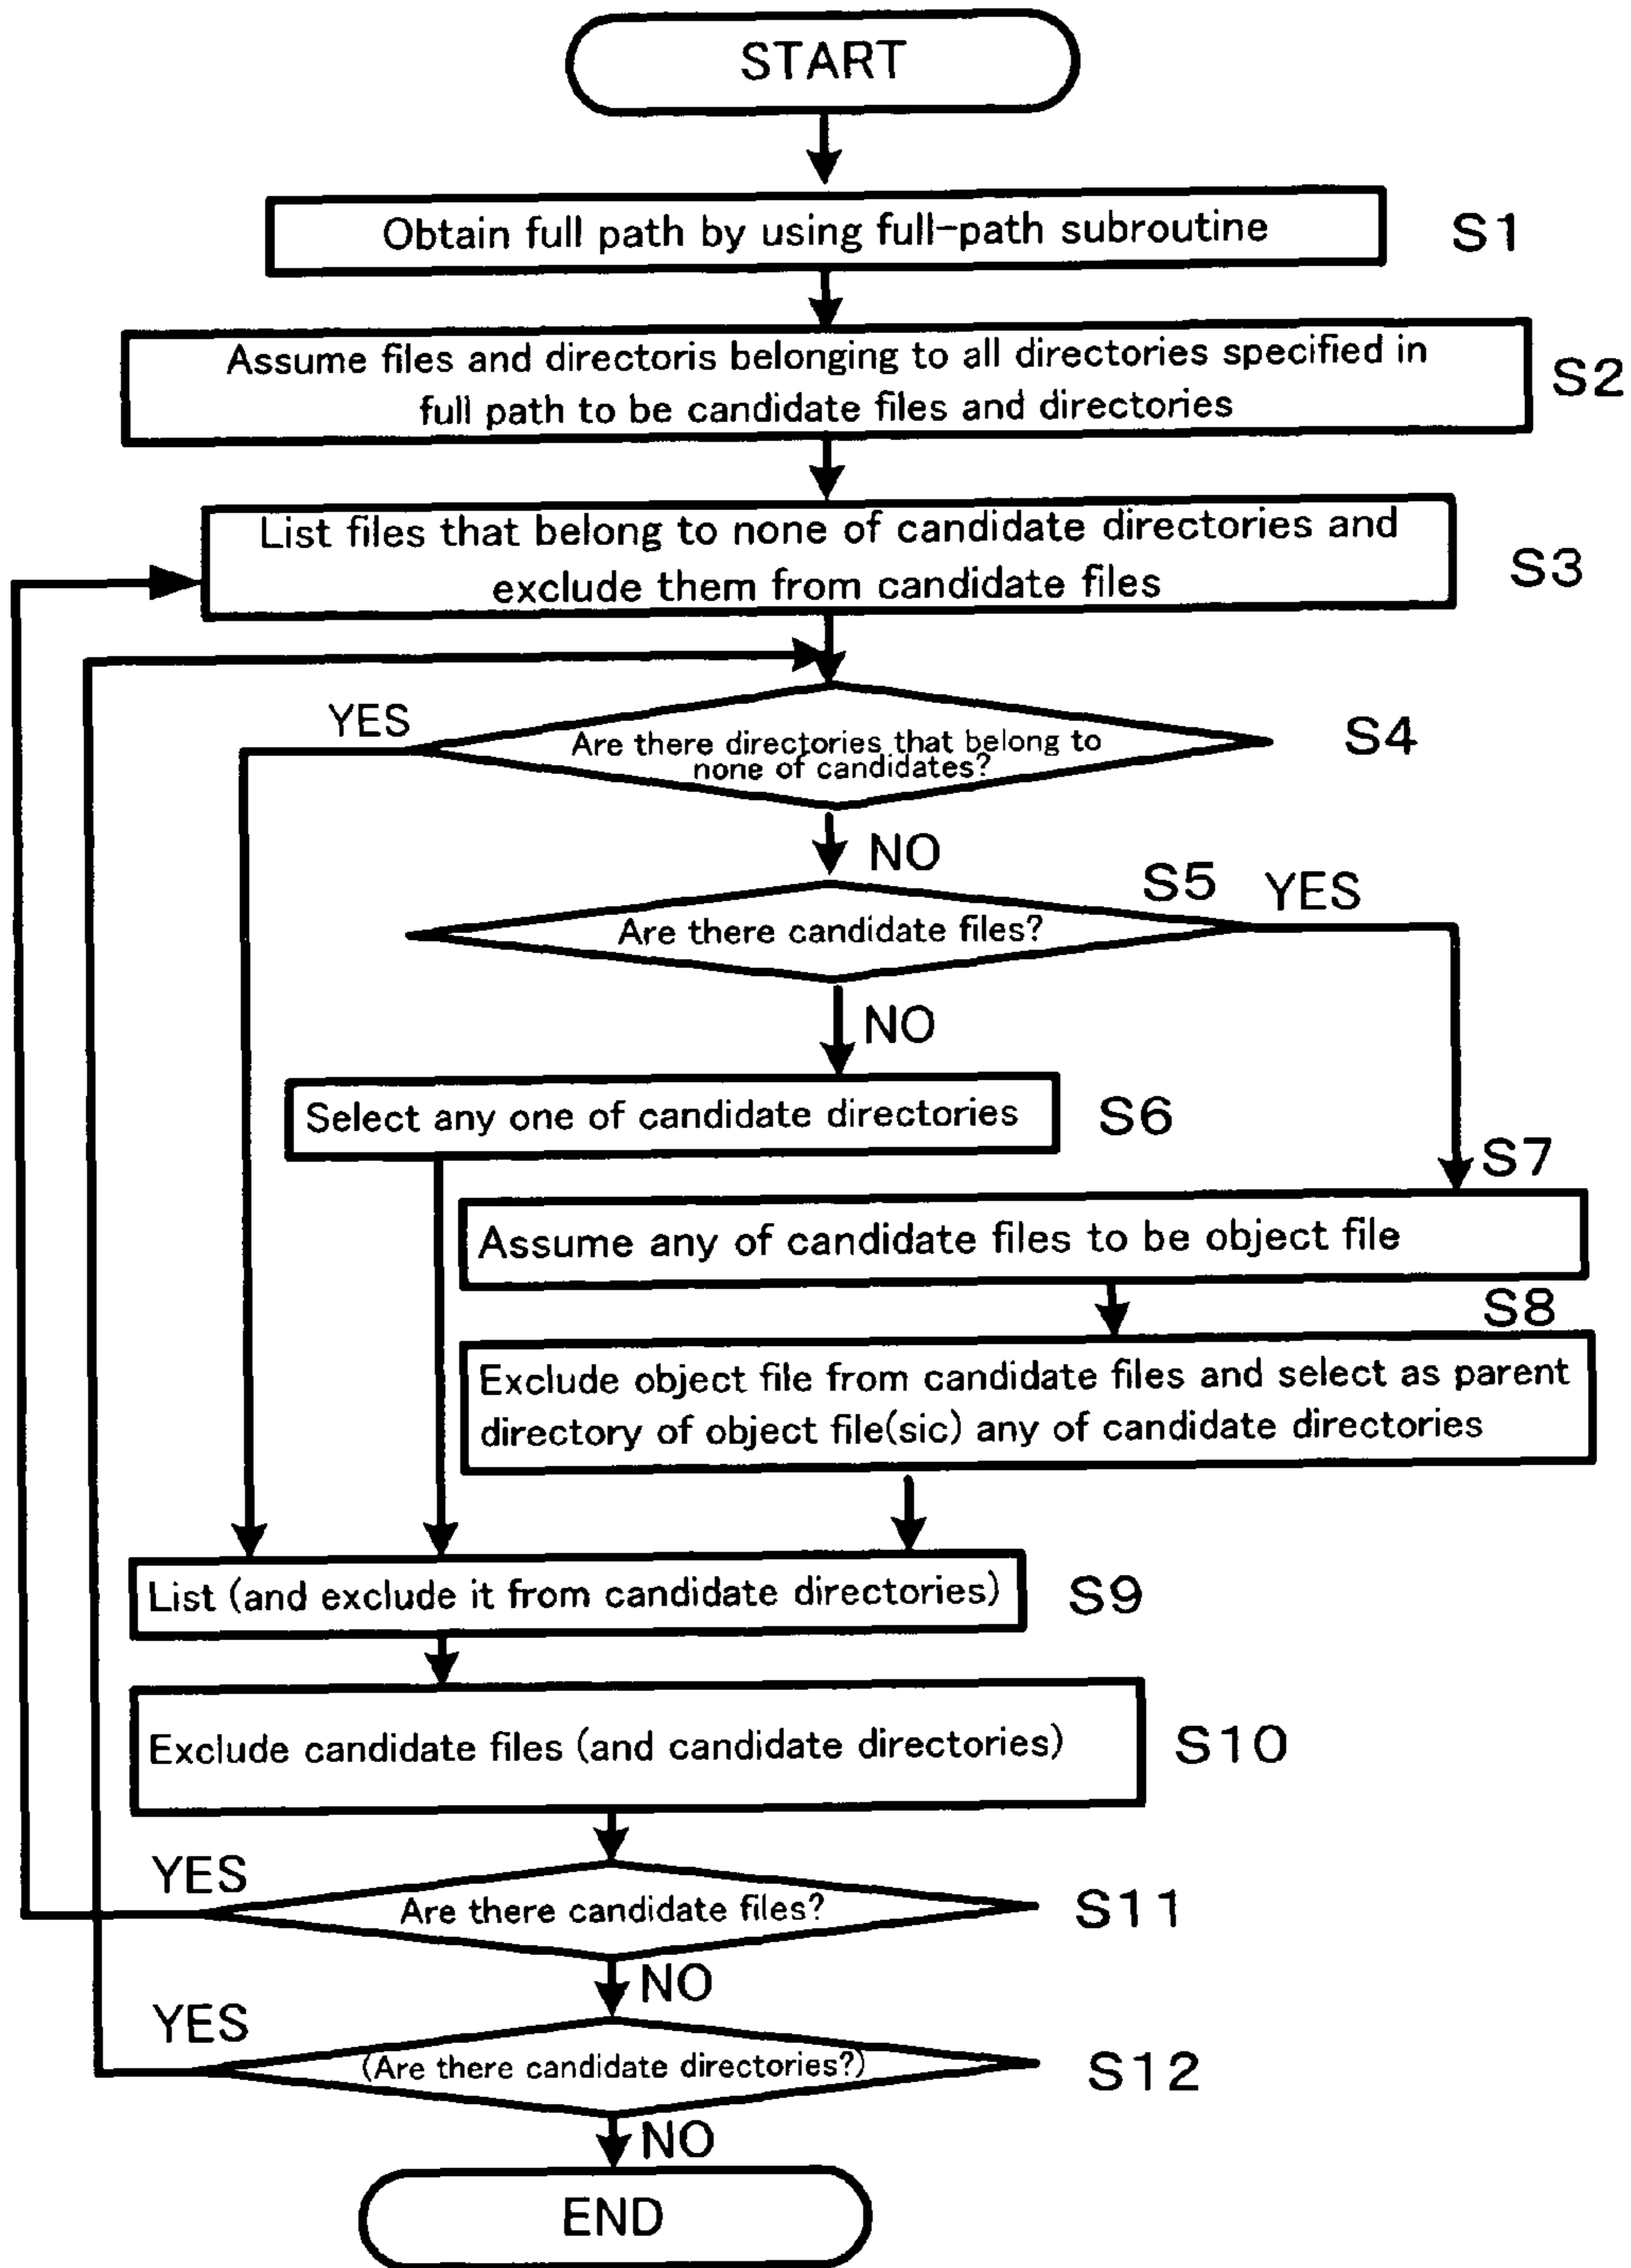 START
Obtain full path by using full-path subroutine
S1
Assume files and directoris belonging to all directories specified in
full path to be candidate files and directories
S2
List files that belong to none of candidate directories and
exclude them from candidate files
S3
YES
Are there directories that belong to
none of candidates?
S4
NO
S5
YES
Are there candidate files?
NO
Select any one of candidate directories
S6
S7
Assume any of candidate files to be object file
S8
Exclude object file from candidate files and select as parent
directory of object file(sic) any of candidate directories
List (and exclude it from candidate directories)
S9
Exclude candidate files (and candidate directories)
S10
YES
Are there candidate files?
S11
NO
YES
(Are there candidate directories?)
S12
NO
END